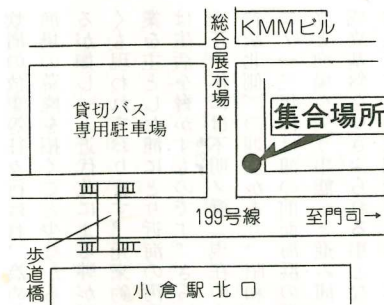 KMMビル
総合展示場→
貸切バス
専用駐車場
集合場所
199号線
至門司→
歩道橋
小倉駅北口